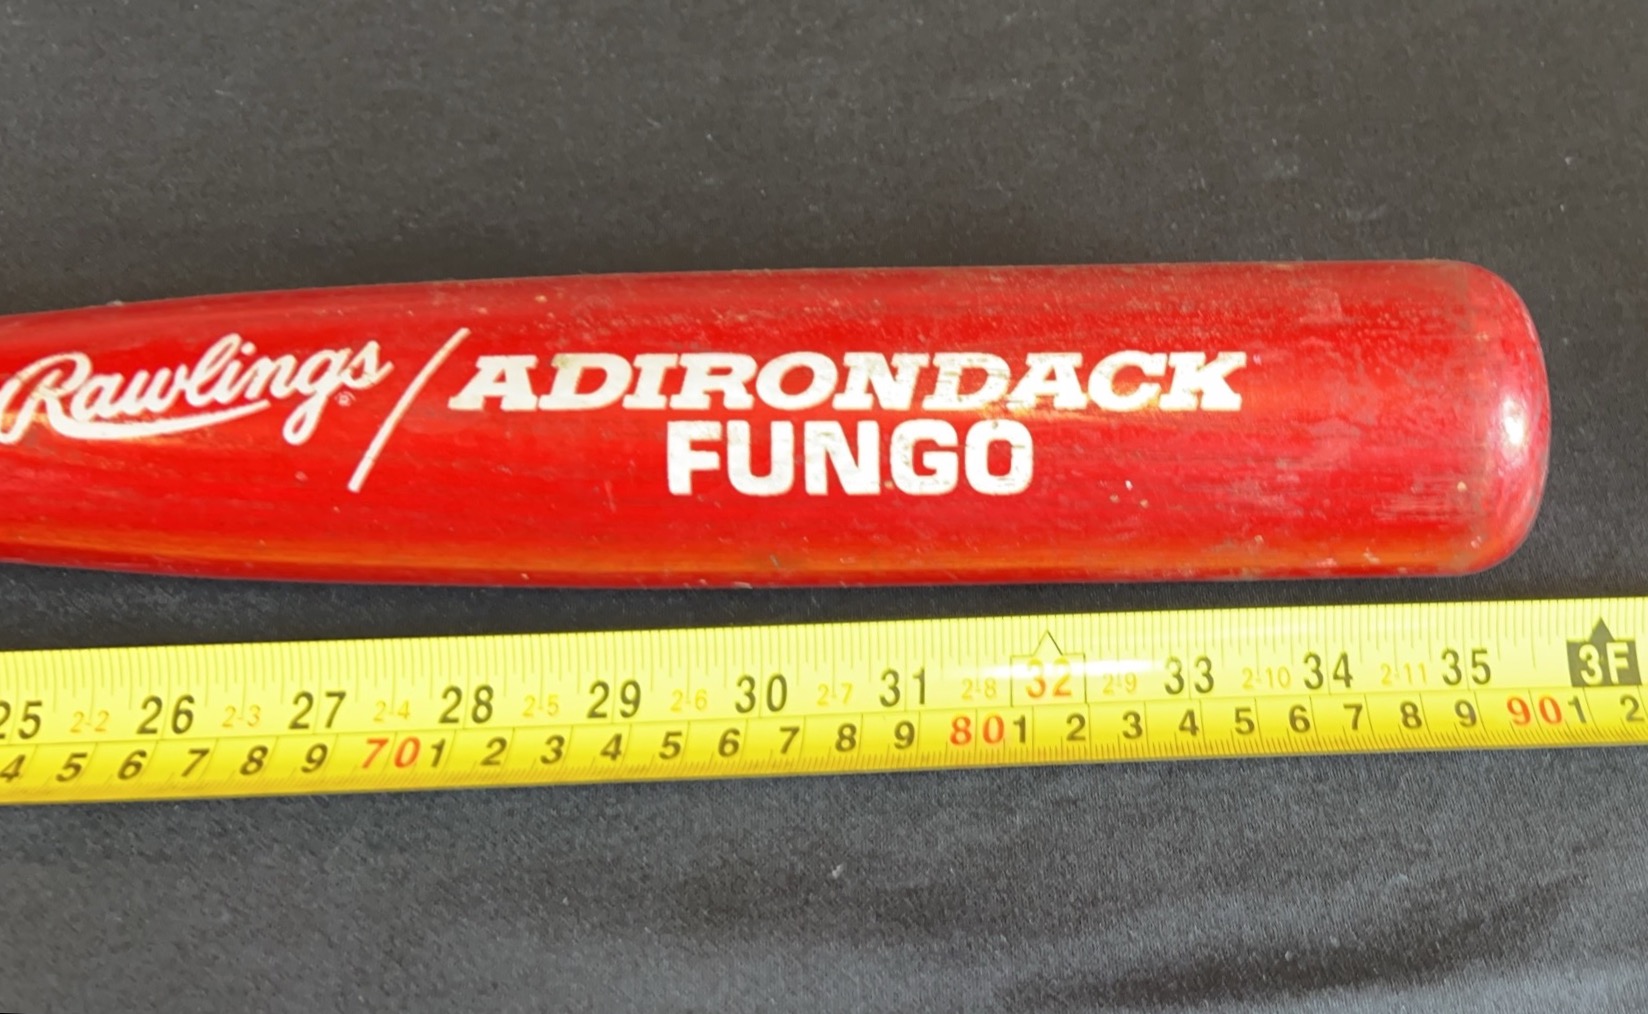 Rawlings® / ADIRONDACK
FUNGO
25 2-2 26 2-3 27 2-4 28 2-5 29 2-6 30 2-7 31 2-8 32 2-9 33 2-10 34 2-11 35 3F
4 5 6 7 8 9 70 1 2 3 4 5 6 7 8 9 80 1 2 3 4 5 6 7 8 9 90 1 2